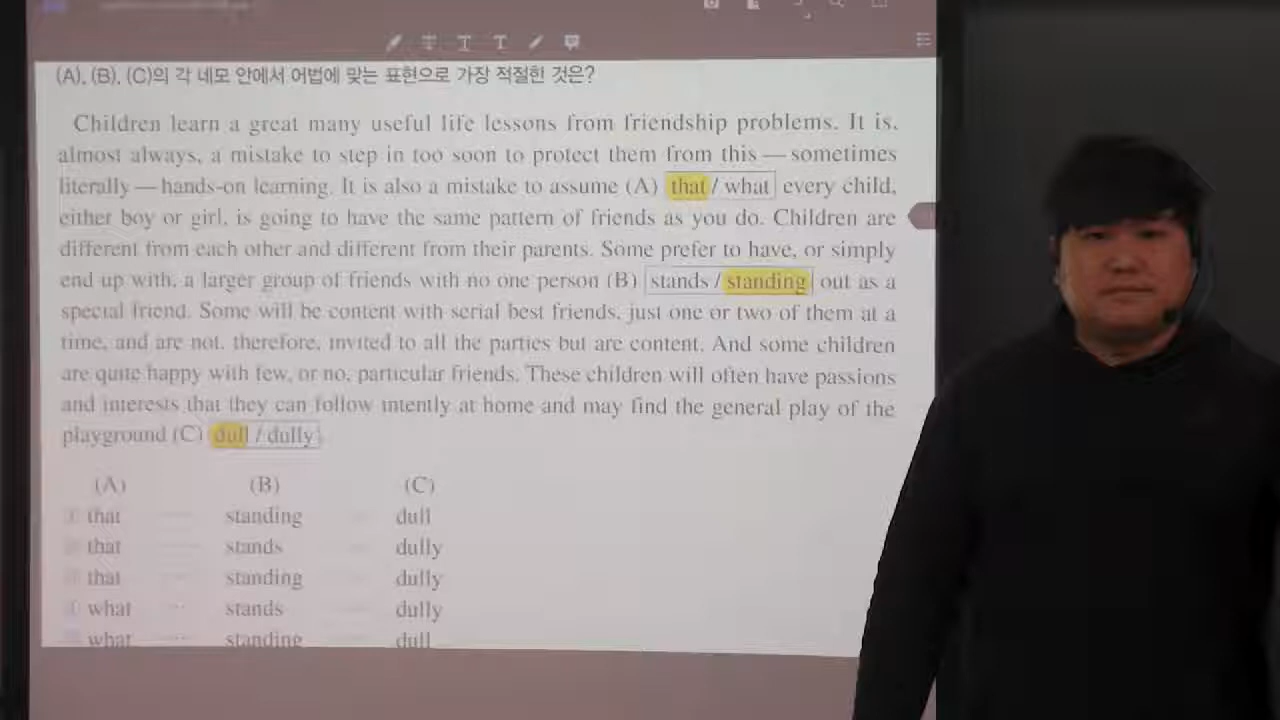 (A), (B), (C)의 각 네모 안에서 어법에 맞는 표현으로 가장 적절한 것은?
Children learn a great many useful life lessons from friendship problems. It is,
almost always, a mistake to step in too soon to protect them from this — sometimes
literally — hands-on learning. It is also a mistake to assume (A) that / what every child,
either boy or girl, is going to have the same pattern of friends as you do. Children are
different from each other and different from their parents. Some prefer to have, or simply
end up with, a larger group of friends with no one person (B) stands / standing out as a
special friend. Some will be content with serial best friends, just one or two of them at a
time, and are not, therefore, invited to all the parties but are content. And some children
are quite happy with few, or no, particular friends. These children will often have passions
and interests that they can follow intently at home and may find the general play of the
playground (C) dull / dully.
(A) (B) (C)
① that standing dull
② that stands dully
③ that standing dully
④ what stands dully
⑤ what standing dull